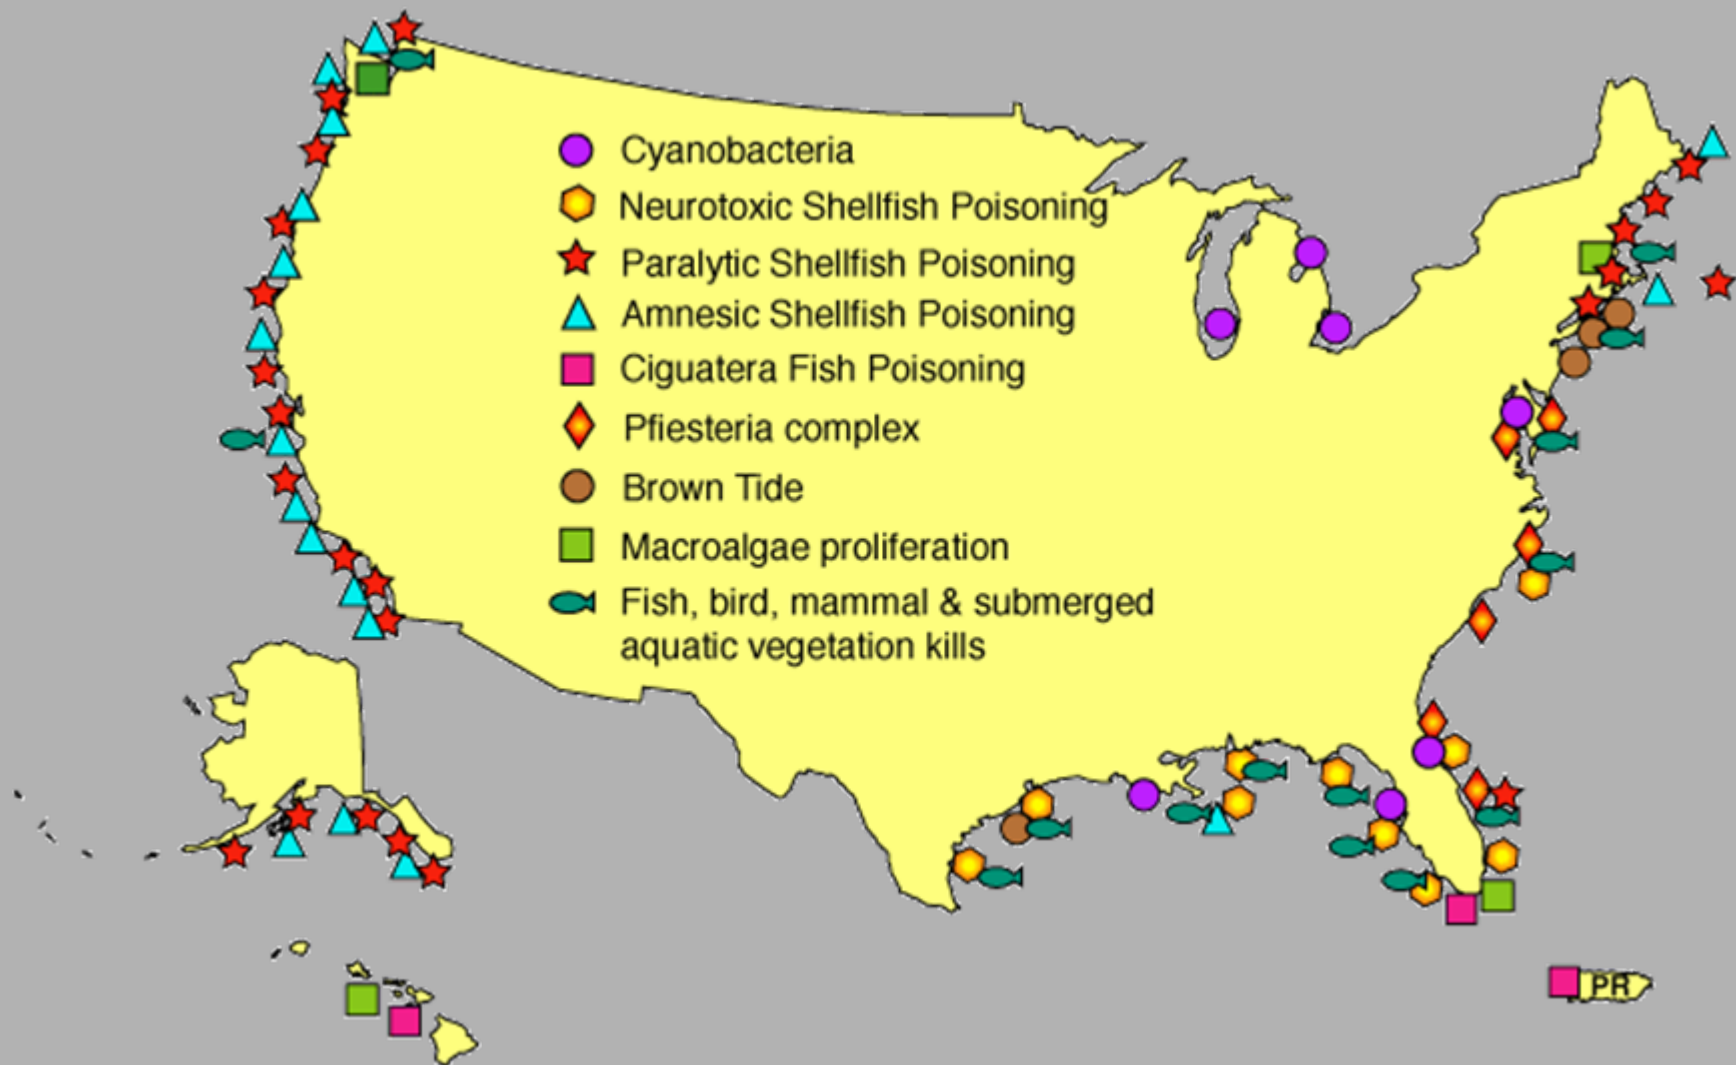 Cyanobacteria
Neurotoxic Shellfish Poisoning
Paralytic Shellfish Poisoning
Amnesic Shellfish Poisoning
Ciguatera Fish Poisoning
Pfiesteria complex
Brown Tide
Macroalgae proliferation
Fish, bird, mammal & submerged
aquatic vegetation kills
PR